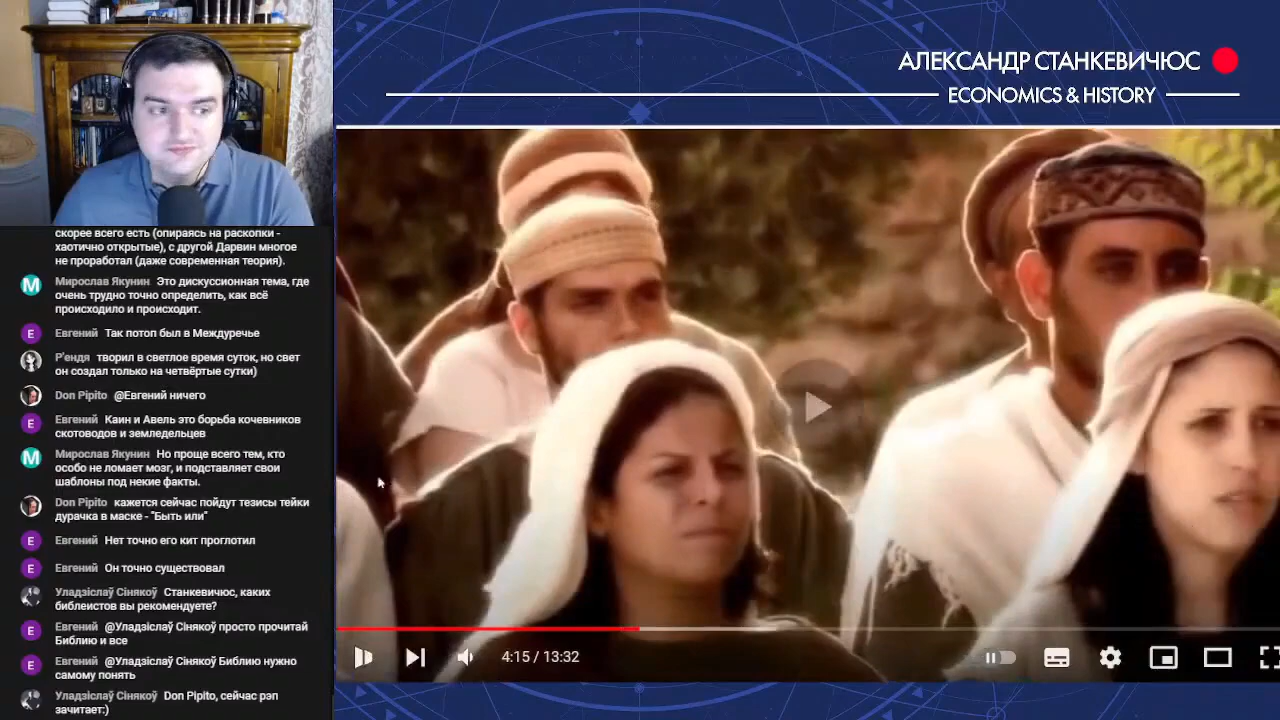 АЛЕКСАНДР СТАНКЕВИЧЮС
ECONOMICS & HISTORY
скорее всего есть (опираясь на раскопки -
хаотично открытые), с другой Дарвин многое
не проработал (даже современная теория).
М
Мирослав Якунин Это дискуссионная тема, где
очень трудно точно определить, как всё
происходило и происходит.
Е
Евгений Так потоп был в Междуречье
Р'ендя творил в светлое время суток, но свет
он создал только на четвёртые сутки)
Don Pipito @Евгений ничего
Е
Евгений Каин и Авель это борьба кочевников
скотоводов и земледельцев
М
Мирослав Якунин Но проще всего тем, кто
особо не ломает мозг, и подставляет свои
шаблоны под некие факты.
Don Pipito кажется сейчас пойдут тезисы тейки
дурачка в маске - "Быть или"
Е
Евгений Нет точно его кит проглотил
Е
Евгений Он точно существовал
Уладзіслаў Сінякоў Станкевичюс, каких
библеистов вы рекомендуете?
Е
Евгений @Уладзіслаў Сінякоў просто прочитай
Библию и все
Е
Евгений @Уладзіслаў Сінякоў Библию нужно
самому понять
Уладзіслаў Сінякоў Don Pipito, сейчас рэп
зачитает:)
4:15 / 13:32